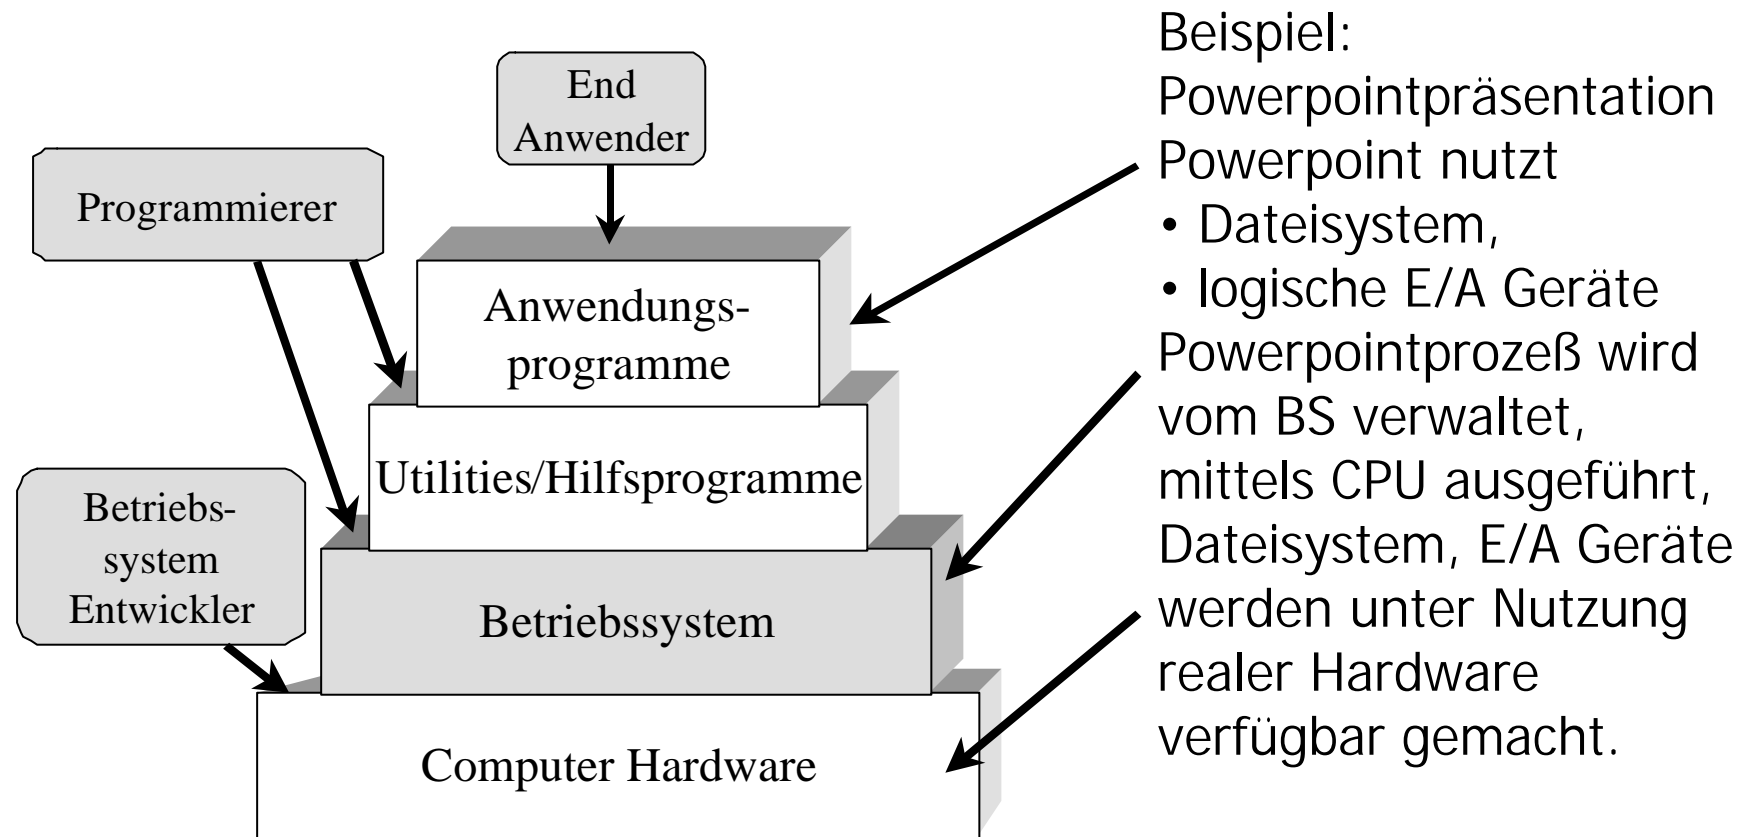 End
Anwender
Programmierer
Anwendungs-
programme
Utilities/Hilfsprogramme
Betriebs-
system
Entwickler
Betriebssystem
Computer Hardware
Beispiel:
Powerpointpräsentation
Powerpoint nutzt
• Dateisystem,
• logische E/A Geräte
Powerpointprozeß wird
vom BS verwaltet,
mittels CPU ausgeführt,
Dateisystem, E/A Geräte
werden unter Nutzung
realer Hardware
verfügbar gemacht.